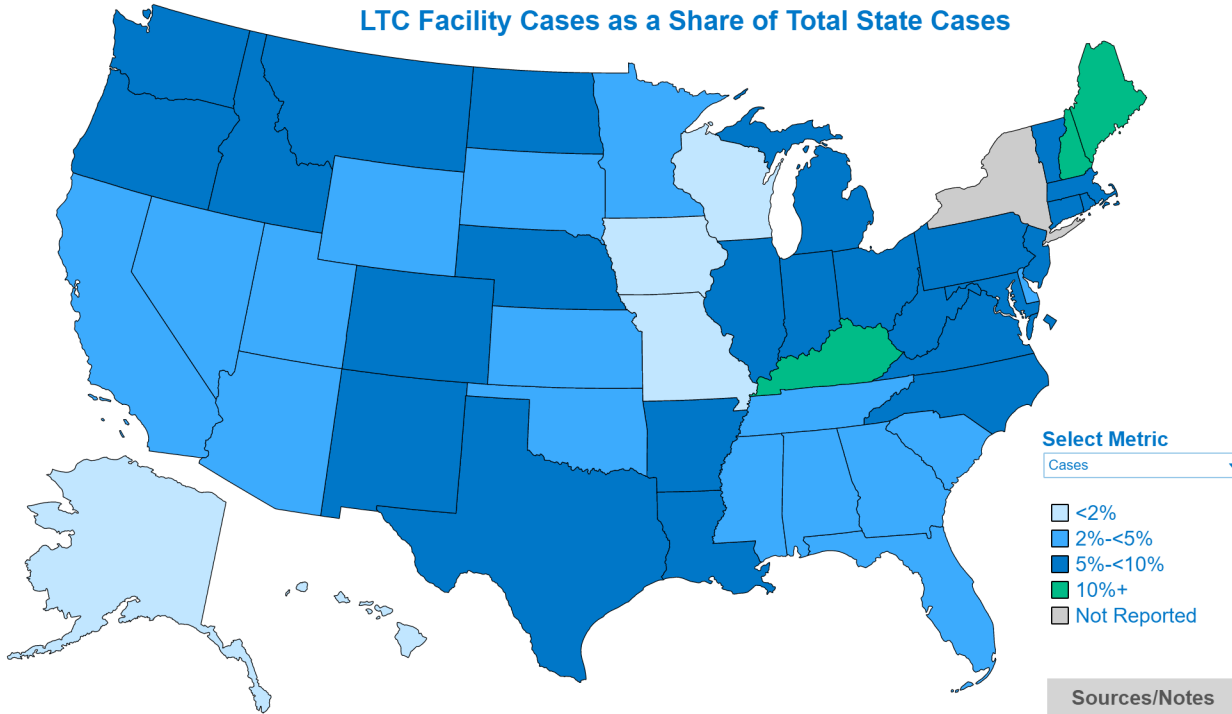 LTC Facility Cases as a Share of Total State Cases
Select Metric
Cases
<2%
2%-<5%
5%-<10%
10%+
Not Reported
Sources/Notes